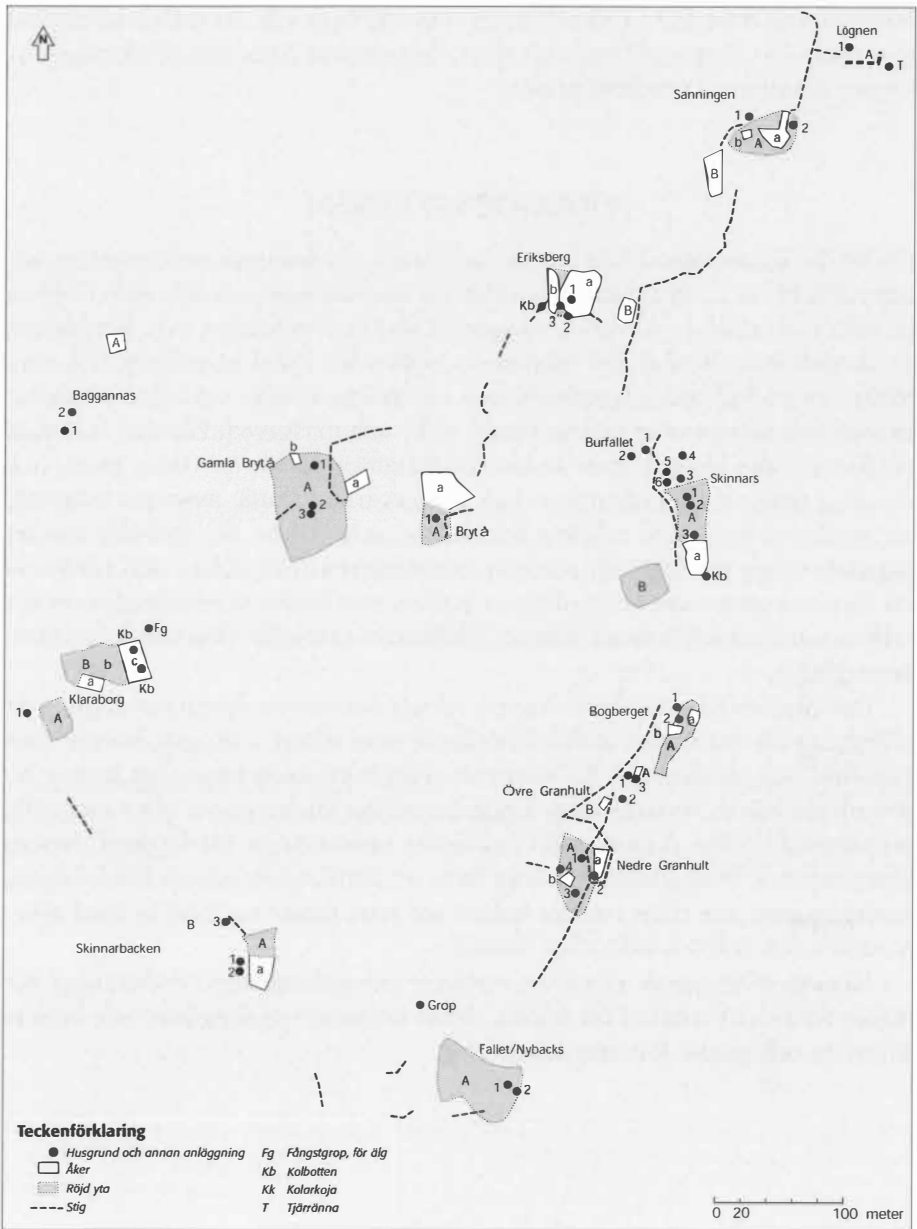 N
Lögnen
1 A T
Sanningen
1
2
b A a
B
Eriksberg
b a
1
Kb
3 2
B
A
Baggannas
2
1
Gamla Brytå
1
A
3
a
a
1
A
Brytå
Burfallet
1
2
5 4
6 3
Skinnars
1
2
A
3
a
Kb
B
Fg
Kb
B b c
a Kb
Klaraborg
1 A
Bogberget
1
2 a
b
A
Övre Granhult
1 A
3
B 2
A
1 a
4
b 2
3
Nedre Granhult
B 3
Skinnarbacken
A
1
2 a
Grop
Fallet/Nybacks
A 1 2
Teckenförklaring
Husgrund och annan anläggning
Åker
Röjd yta
Stig
Fg Fångstgrop, för älg
Kb Kolbotten
Kk Kolarkoja
T Tjärränna
0 20 100 meter